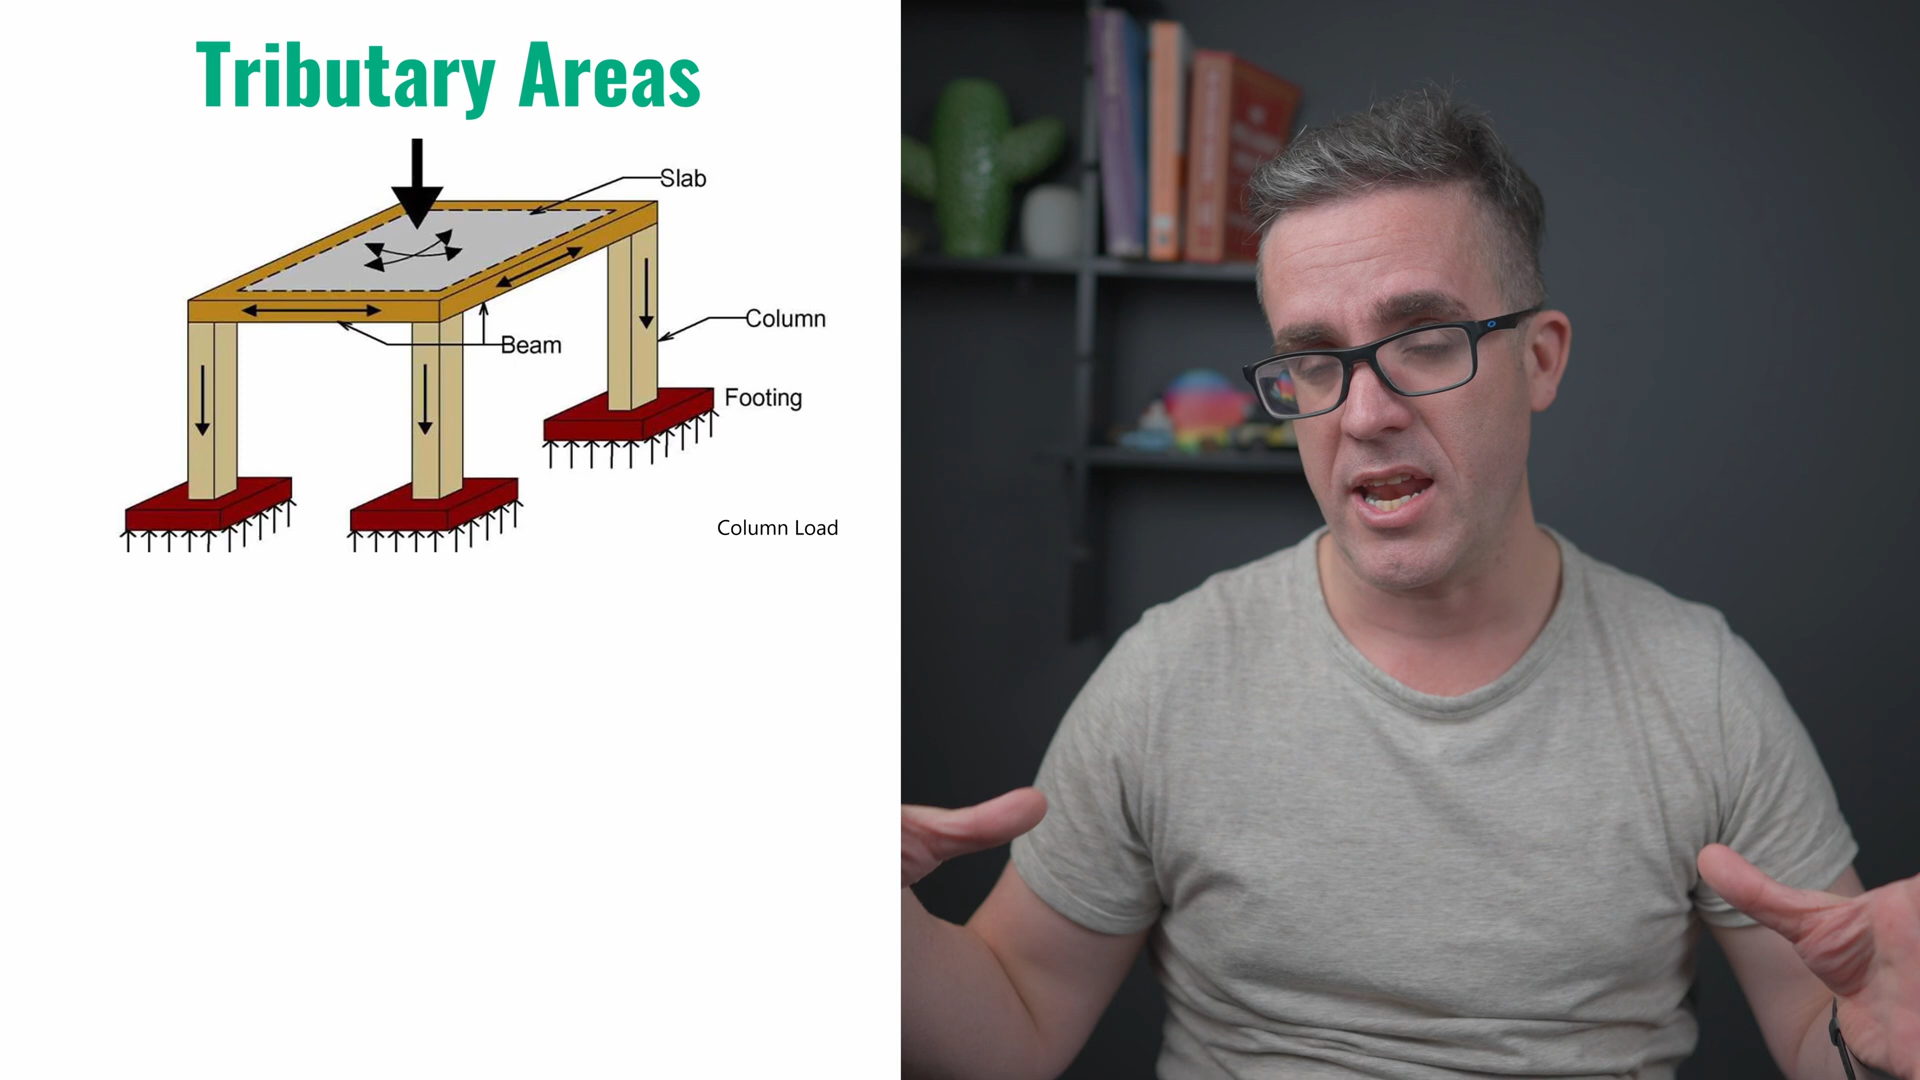 Tributary Areas
Slab
Column
Beam
Footing
Column Load